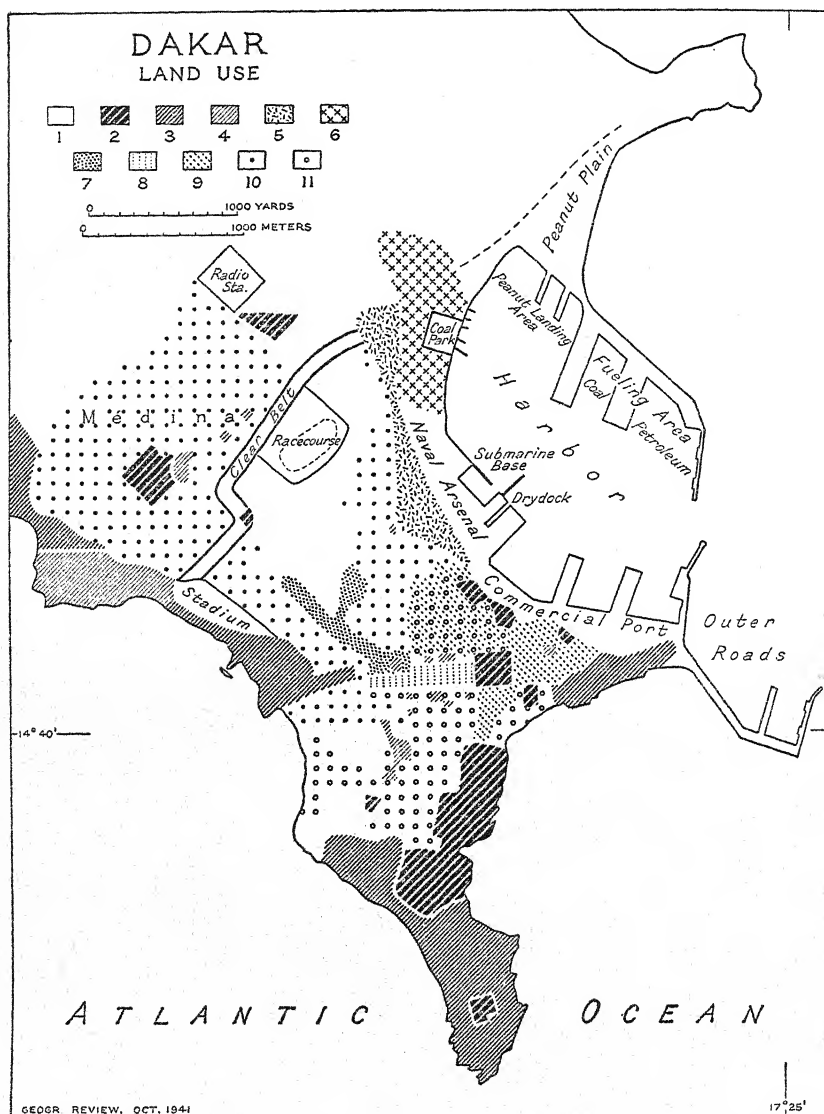 DAKAR
LAND USE
1 2 3 4 5 6
7 8 9 10 11
0 1000 YARDS
0 1000 METERS
Radio
Sta.
Peanut Plain
Peanut Landing
Area
Coal
Park
Fueling Area
Coal
Petroleum
Médina
Clear Belt
Racecourse
Harbor
Naval Arsenal
Submarine
Base
Drydock
Stadium
Commercial Port
Outer
Roads
14° 40'
ATLANTIC OCEAN
GEOGR. REVIEW, OCT. 1941
17° 25'